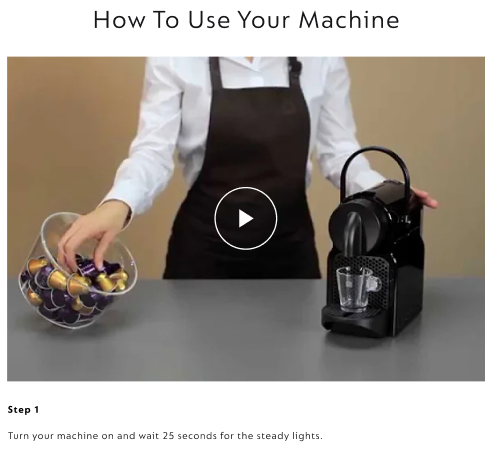 How To Use Your Machine
Step 1
Turn your machine on and wait 25 seconds for the steady lights.